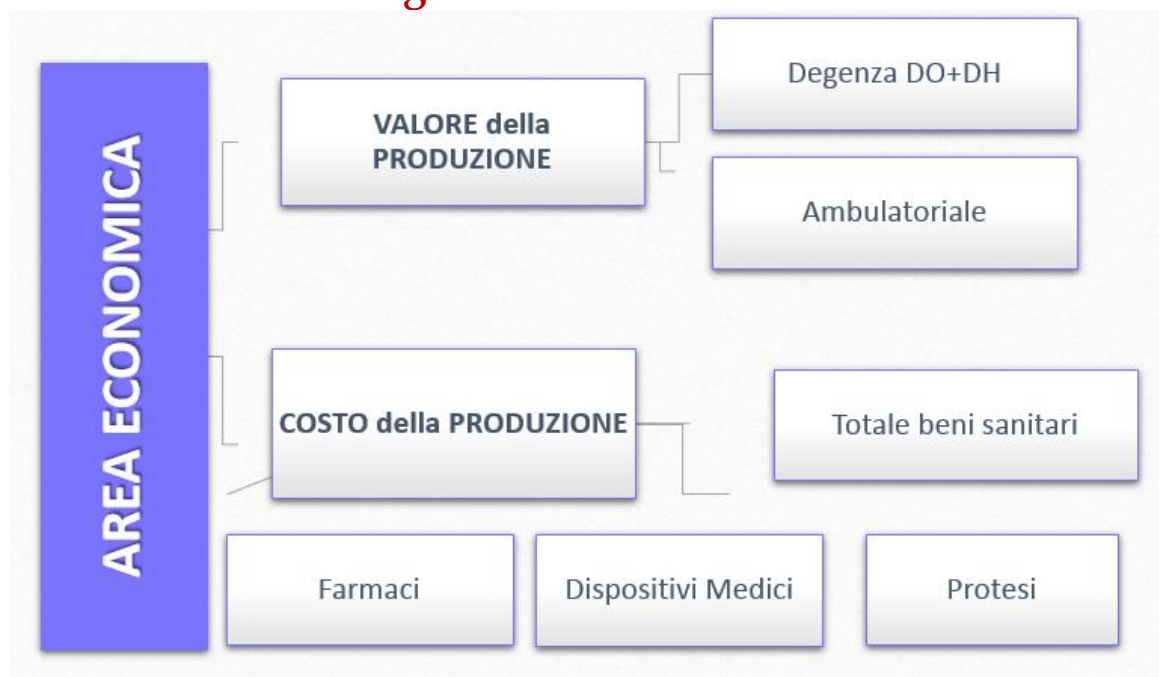 AREA ECONOMICA
VALORE della
PRODUZIONE
Degenza DO+DH
Ambulatoriale
COSTO della PRODUZIONE
Totale beni sanitari
Farmaci
Dispositivi Medici
Protesi